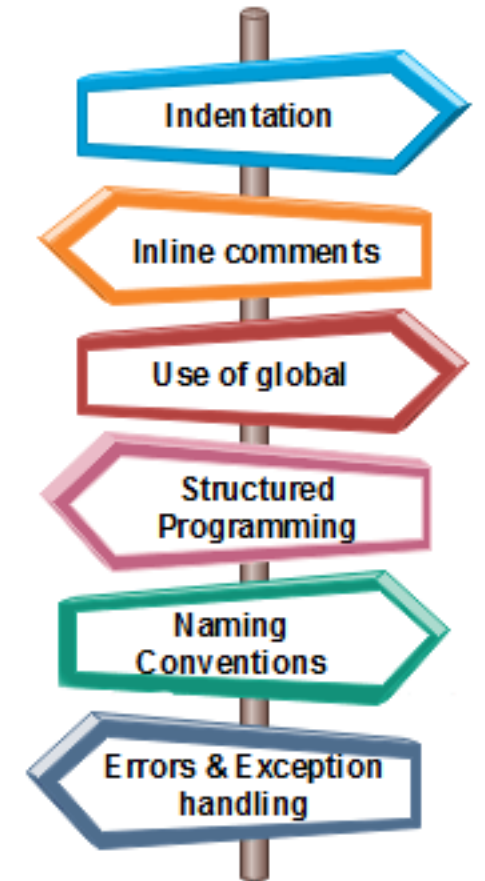 Indentation
Inline comments
Use of global
Structured
Programming
Naming
Conventions
Errors & Exception
handling